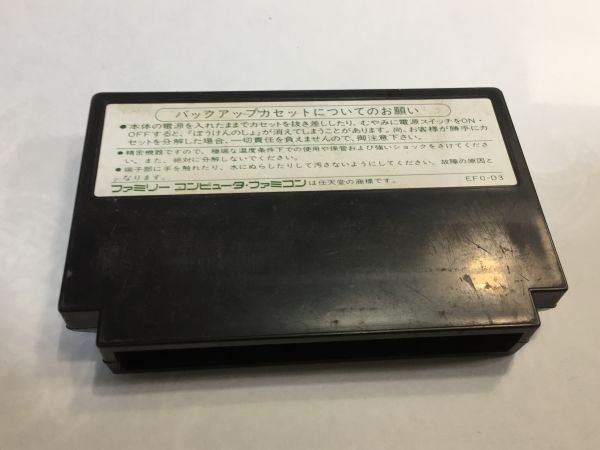 バックアップカセットについてのお願い
●本体の電源を入れたままでカセットを抜き差ししたり、むやみに電源スイッチをON・
OFFすると、「ぼうけんのしょ」が消えてしまうことがあります。尚、お客様が勝手にカ
セットを分解した場合、一切責任を負えませんので、御注意下さい。
●精密機器ですので、極端な温度条件下での使用や保管および強いショックをさけてくださ
い。また、絶対に分解しないでください。
●端子部に手を触れたり、水にぬらしたりして汚さないようにしてください。故障の原因と
なります。
ファミリー コンピュータ・ファミコンは任天堂の商標です。
EFC-D3